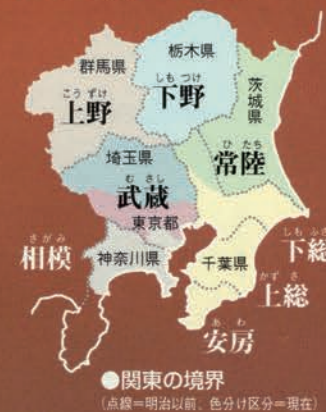 栃木県
群馬県
しもつけ
下野
こうずけ
上野
茨城県
ひたち
常陸
埼玉県
むさし
武蔵
東京都
さがみ
相模
神奈川県
千葉県
しもふさ
下総
かずさ
上総
あわ
安房
●関東の境界
(点線=明治以前、色分け区分=現在)